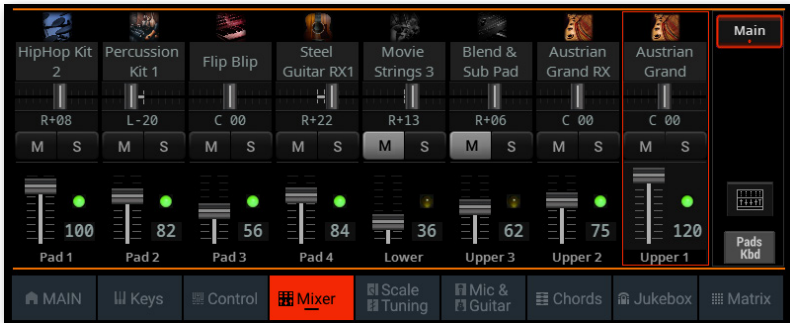 HipHop Kit 2
Percussion Kit 1
Flip Blip
Steel Guitar RX1
Movie Strings 3
Blend & Sub Pad
Austrian Grand RX
Austrian Grand
Main
R+08
L-20
C 00
R+22
R+13
R+06
C 00
C 00
M S
M S
M S
M S
M S
M S
M S
M S
100
82
56
84
36
62
75
120
Pad 1
Pad 2
Pad 3
Pad 4
Lower
Upper 3
Upper 2
Upper 1
Pads Kbd
MAIN
Keys
Control
Mixer
Scale Tuning
Mic & Guitar
Chords
Jukebox
Matrix